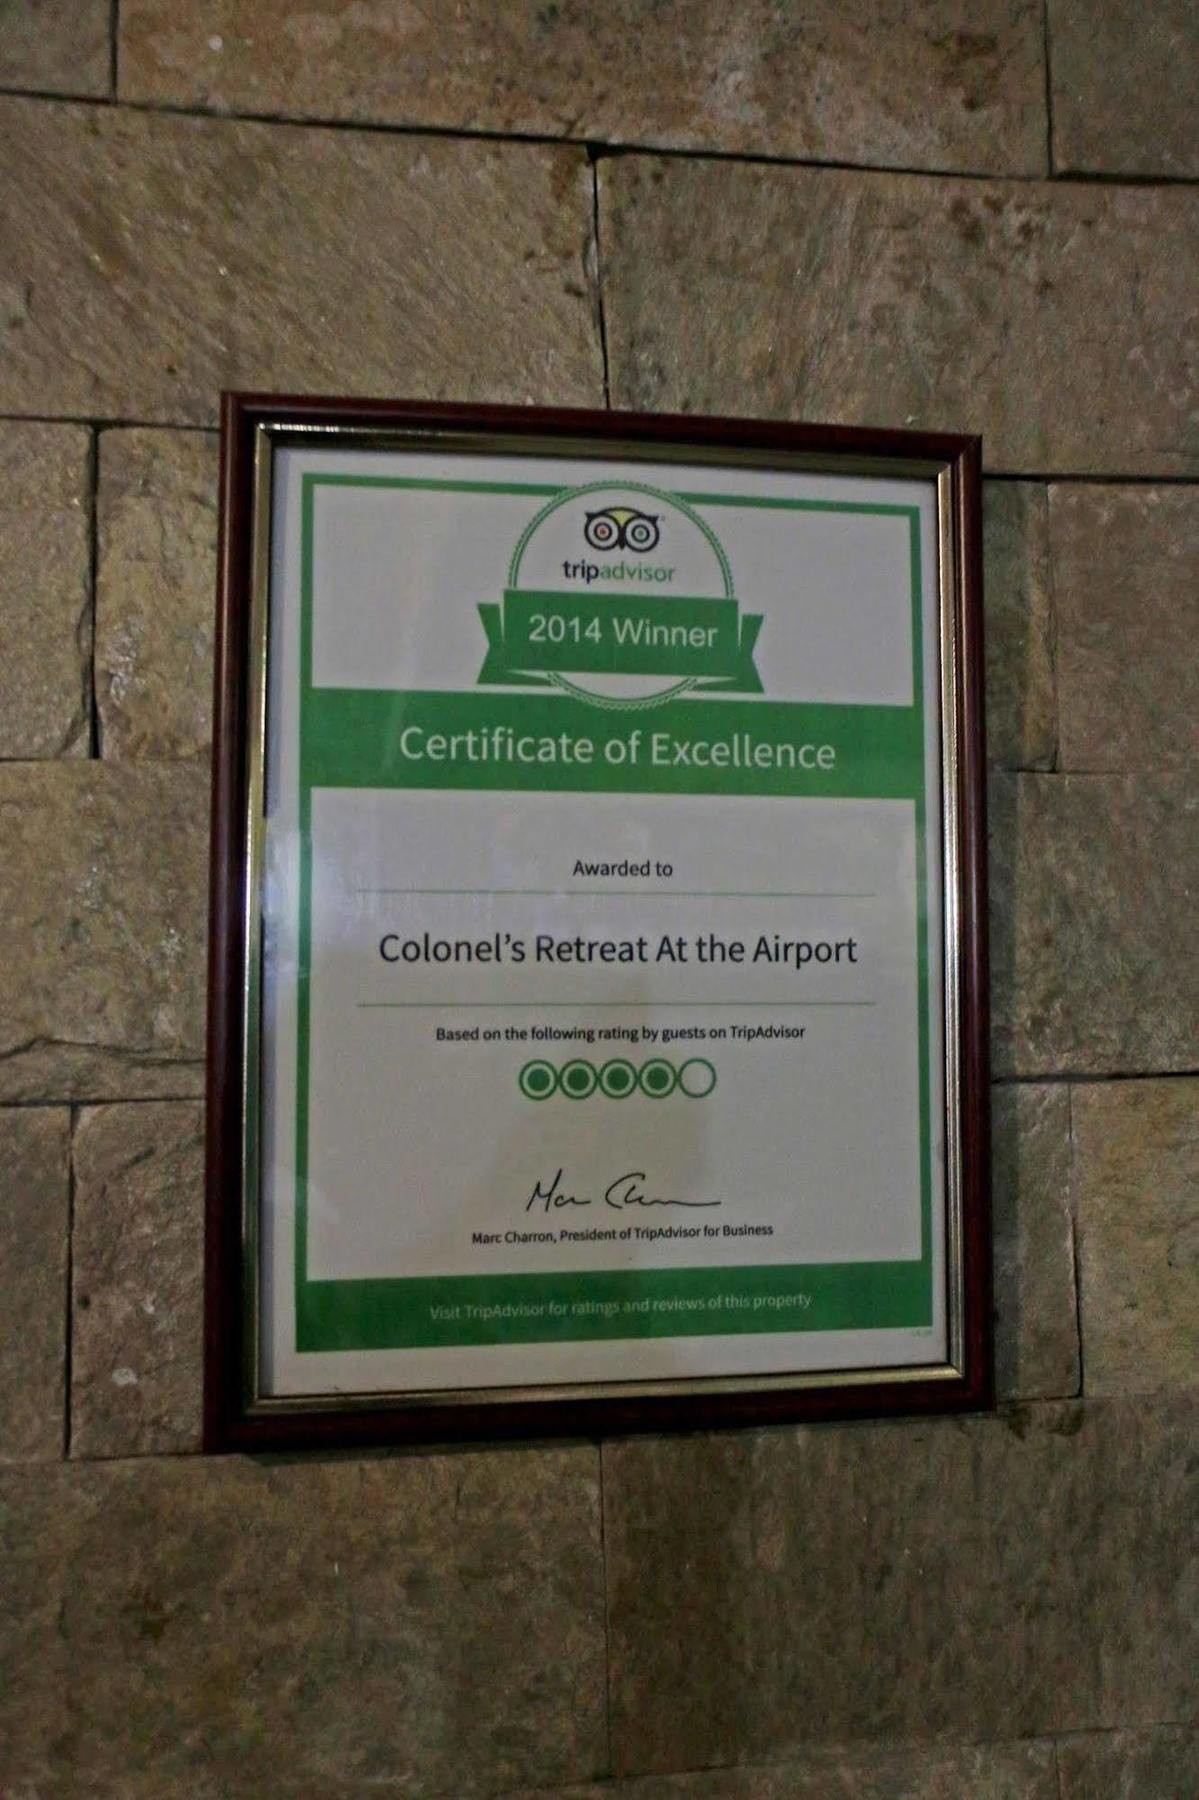 tripadvisor
2014 Winner
Certificate of Excellence
Awarded to
Colonel's Retreat At the Airport
Based on the following rating by guests on TripAdvisor
Marc Charron, President of TripAdvisor for Business
Visit TripAdvisor for ratings and reviews of this property